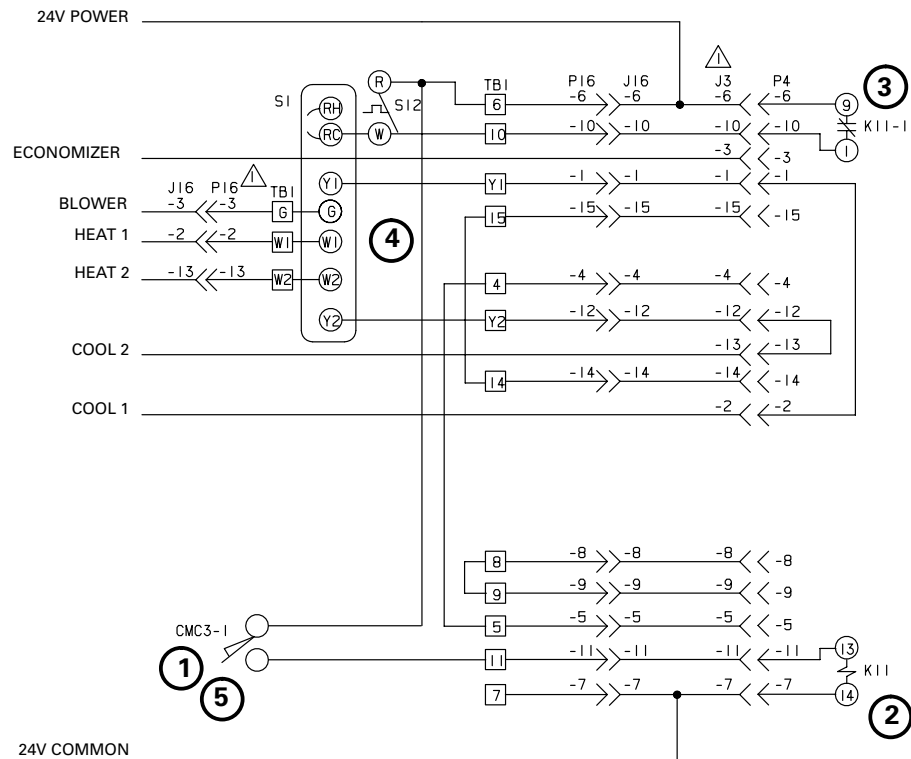 24V POWER
1
TB1 P16 J16 J3 P4
R
S1 RH S12 6 -6 -6 -6 -6 9 3
K11-1
RC W 10 -10 -10 -10 -10 1
ECONOMIZER -3 -3
J16 P16 1 TB1 Y1 Y1 -1 -1 -1 -1
BLOWER -3 -3 G G 15 -15 -15 -15 -15
HEAT 1 -2 -2 W1 W1 4
HEAT 2 -13 -13 W2 W2 4 -4 -4 -4 -4
Y2 Y2 -12 -12 -12 -12
COOL 2 -13 -13
14 -14 -14 -14 -14
COOL 1 -2 -2
8 -8 -8 -8 -8
9 -9 -9 -9 -9
CMC3-1 5 -5 -5 -5 -5
1 11 -11 -11 -11 -11 13
K11
5 7 -7 -7 -7 -7 14
2
24V COMMON